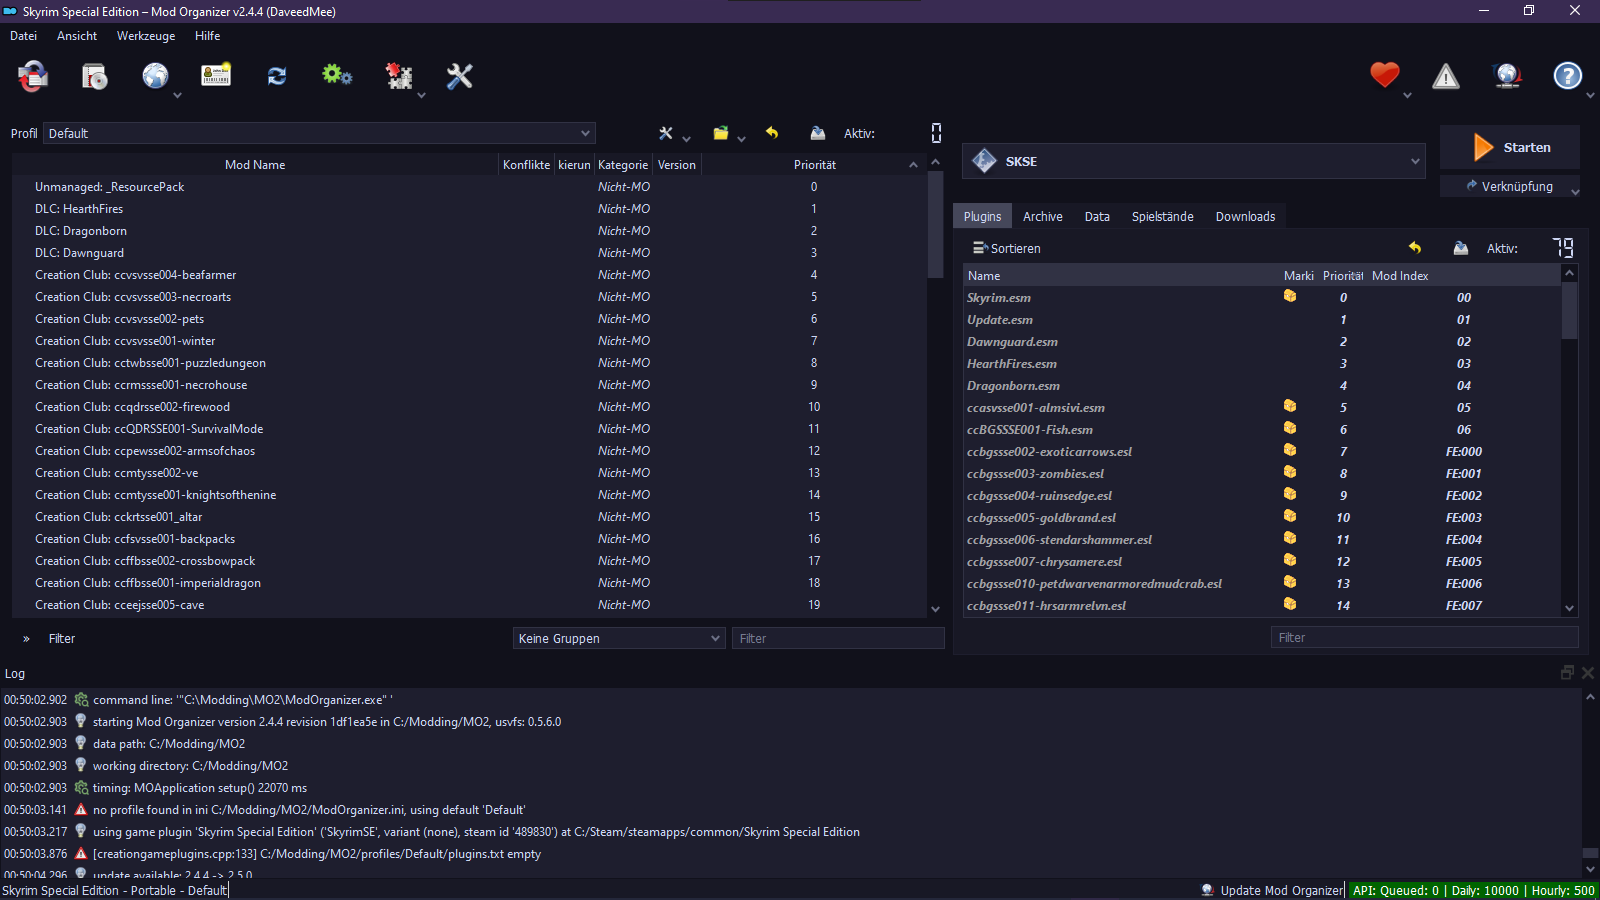 Skyrim Special Edition – Mod Organizer v2.4.4 (DaveedMee)
Datei Ansicht Werkzeuge Hilfe
Profil Default Aktiv: 0
Mod Name Konflikte kierun Kategorie Version Priorität
Unmanaged: _ResourcePack Nicht-MO 0
DLC: HearthFires Nicht-MO 1
DLC: Dragonborn Nicht-MO 2
DLC: Dawnguard Nicht-MO 3
Creation Club: ccvsvsse004-beafarmer Nicht-MO 4
Creation Club: ccvsvsse003-necroarts Nicht-MO 5
Creation Club: ccvsvsse002-pets Nicht-MO 6
Creation Club: ccvsvsse001-winter Nicht-MO 7
Creation Club: cctwbsse001-puzzledungeon Nicht-MO 8
Creation Club: ccrmssse001-necrohouse Nicht-MO 9
Creation Club: ccqdrsse002-firewood Nicht-MO 10
Creation Club: ccQDRSSE001-SurvivalMode Nicht-MO 11
Creation Club: ccpewsse002-armsofchaos Nicht-MO 12
Creation Club: ccmtysse002-ve Nicht-MO 13
Creation Club: ccmtysse001-knightsofthenine Nicht-MO 14
Creation Club: cckrtsse001_altar Nicht-MO 15
Creation Club: ccfsvsse001-backpacks Nicht-MO 16
Creation Club: ccffbsse002-crossbowpack Nicht-MO 17
Creation Club: ccffbsse001-imperialdragon Nicht-MO 18
Creation Club: cceejsse005-cave Nicht-MO 19
» Filter Keine Gruppen Filter
SKSE
Starten
Verknüpfung
Plugins Archive Data Spielstände Downloads
Sortieren Aktiv: 79
Name Marki Priorität Mod Index
Skyrim.esm 0 00
Update.esm 1 01
Dawnguard.esm 2 02
HearthFires.esm 3 03
Dragonborn.esm 4 04
ccasvsse001-almsivi.esm 5 05
ccBGSSSE001-Fish.esm 6 06
ccbgssse002-exoticarrows.esl 7 FE:000
ccbgssse003-zombies.esl 8 FE:001
ccbgssse004-ruinsedge.esl 9 FE:002
ccbgssse005-goldbrand.esl 10 FE:003
ccbgssse006-stendarshammer.esl 11 FE:004
ccbgssse007-chrysamere.esl 12 FE:005
ccbgssse010-petdwarvenarmoredmudcrab.esl 13 FE:006
ccbgssse011-hrsarmrelvn.esl 14 FE:007
Filter
Log
00:50:02.902 command line: '"C:\Modding\MO2\ModOrganizer.exe" '
00:50:02.903 starting Mod Organizer version 2.4.4 revision 1df1ea5e in C:/Modding/MO2, usvfs: 0.5.6.0
00:50:02.903 data path: C:/Modding/MO2
00:50:02.903 working directory: C:/Modding/MO2
00:50:02.903 timing: MOApplication setup() 22070 ms
00:50:03.141 no profile found in ini C:/Modding/MO2/ModOrganizer.ini, using default 'Default'
00:50:03.217 using game plugin 'Skyrim Special Edition' ('SkyrimSE', variant (none), steam id '489830') at C:/Steam/steamapps/common/Skyrim Special Edition
00:50:03.876 [creationgameplugins.cpp:133] C:/Modding/MO2/profiles/Default/plugins.txt empty
00:50:04.296 update available: 2.4.4 -> 2.5.0
Skyrim Special Edition - Portable - Default Update Mod Organizer API: Queued: 0 | Daily: 10000 | Hourly: 500